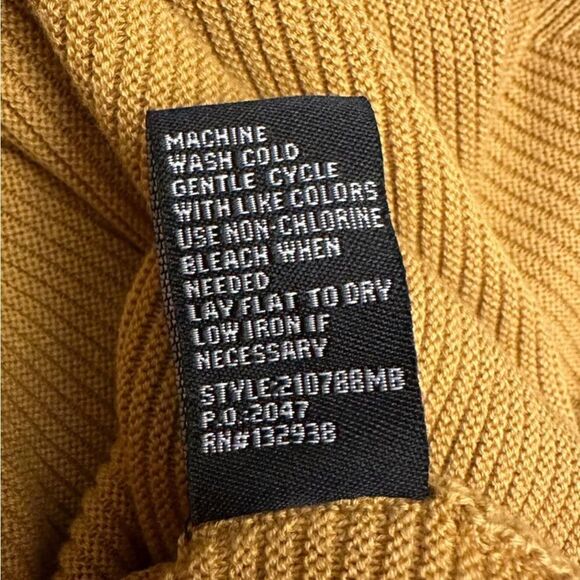 MACHINE
WASH COLD
GENTLE CYCLE
WITH LIKE COLORS
USE NON-CHLORINE
BLEACH WHEN
NEEDED
LAY FLAT TO DRY
LOW IRON IF
NECESSARY
STYLE:210788MB
P.O.:2047
RN#132938